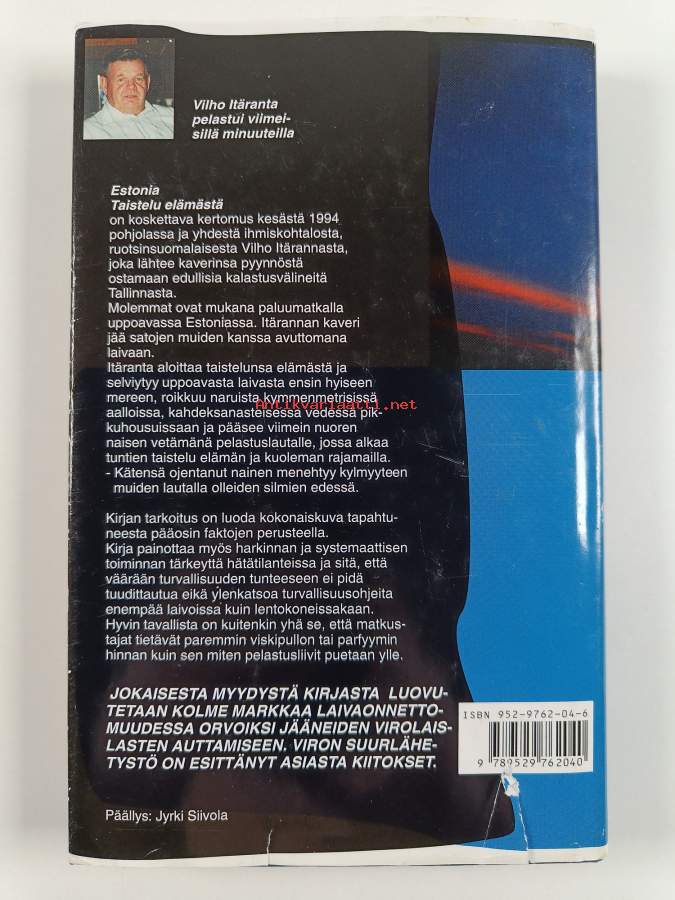 Vilho Itäranta
pelastui viimei-
sillä minuuteilla
Estonia
Taistelu elämästä
on koskettava kertomus kesästä 1994
pohjolassa ja yhdestä ihmiskohtalosta,
ruotsinsuomalaisesta Vilho Itärannasta,
joka lähtee kaverinsa pyynnöstä
ostamaan edullisia kalastusvälineitä
Tallinnasta.
Molemmat ovat mukana paluumatkalla
uppoavassa Estoniassa. Itärannan kaveri
jää satojen muiden kanssa avuttomana
laivaan.
Itäranta aloittaa taistelunsa elämästä ja
selviytyy uppoavasta laivasta ensin hyiseen
mereen, roikkuu naruista kymmenmetrisissä
aalloissa, kahdeksanasteisessa vedessä pik-
kuhousuissaan ja pääsee viimein nuoren
naisen vetämänä pelastuslautalle, jossa alkaa
tuntien taistelu elämän ja kuoleman rajamailla.
- Kätensä ojentanut nainen menehtyy kylmyyteen
muiden lautalla olleiden silmien edessä.
Kirjan tarkoitus on luoda kokonaiskuva tapahtu-
neesta pääosin faktojen perusteella.
Kirja painottaa myös harkinnan ja systemaattisen
toiminnan tärkeyttä hätätilanteissa ja sitä, että
väärään turvallisuuden tunteeseen ei pidä
tuudittautua eikä ylenkatsoa turvallisuusohjeita
enempää laivoissa kuin lentokoneissakaan.
Hyvin tavallista on kuitenkin yhä se, että matkus-
tajat tietävät paremmin viskipullon tai parfyymin
hinnan kuin sen miten pelastusliivit puetaan ylle.
JOKAISESTA MYYDYSTÄ KIRJASTA LUOVU-
TETAAN KOLME MARKKAA LAIVAONNETTO-
MUUDESSA ORVOIKSI JÄÄNEIDEN VIROLAIS-
LASTEN AUTTAMISEEN. VIRON SUURLÄHE-
TYSTÖ ON ESITTÄNYT ASIASTA KIITOKSET.
ISBN 952-9762-04-6
9 789529 762040
Päällys: Jyrki Siivola
Antikvariaatti.net